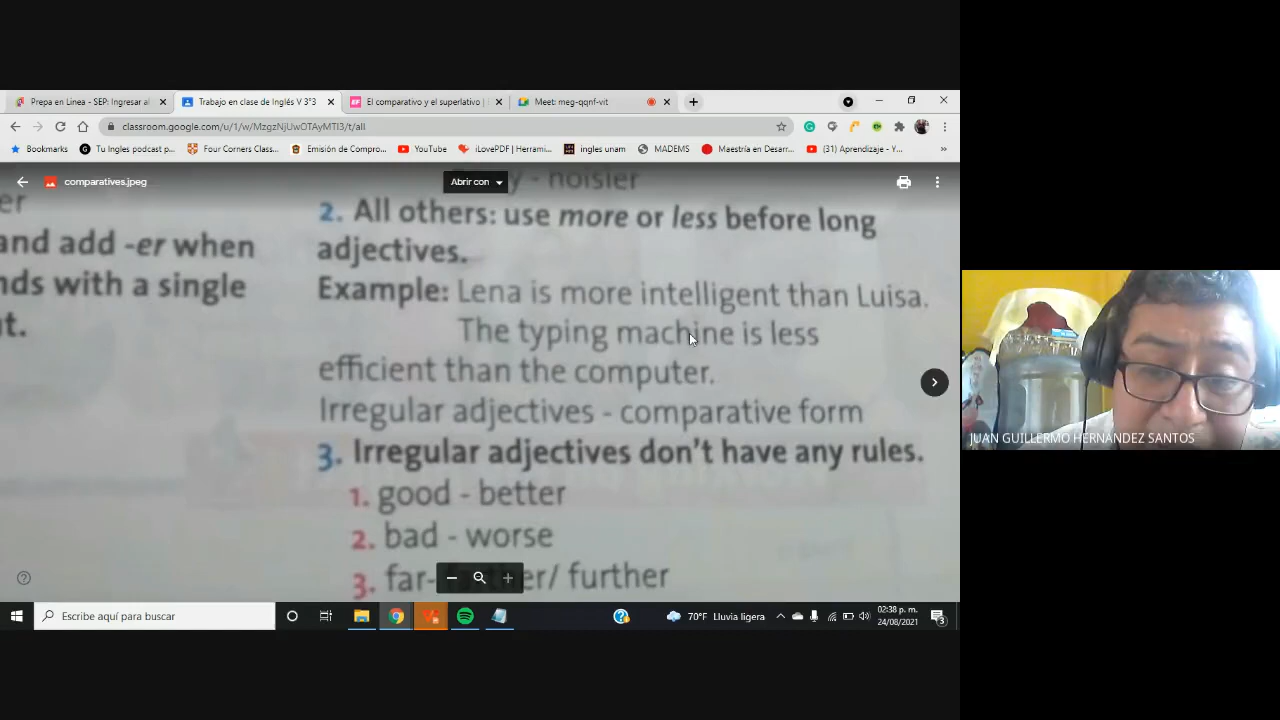 Prepa en Linea - SEP: Ingresar al
Trabajo en clase de Inglés V 3°3
El comparativo y el superlativo |
Meet: meg-qqnf-vit
classroom.google.com/u/1/w/MzgzNjUwOTAyMTI3/t/all
Bookmarks
Tu Ingles podcast p...
Four Corners Class...
Emisión de Compro...
YouTube
iLovePDF | Herrami...
ingles unam
MADEMS
Maestría en Desarr...
(31) Aprendizaje - Y...
»
comparatives.jpeg
Abrir con
er
and add -er when
nds with a single
t.
y - noisier
2. All others: use more or less before long
adjectives.
Example: Lena is more intelligent than Luisa.
The typing machine is less
efficient than the computer.
Irregular adjectives - comparative form
3. Irregular adjectives don't have any rules.
1. good - better
2. bad - worse
3. far- / further
JUAN GUILLERMO HERNANDEZ SANTOS
Escribe aquí para buscar
70°F Lluvia ligera
02:38 p. m.
24/08/2021
3